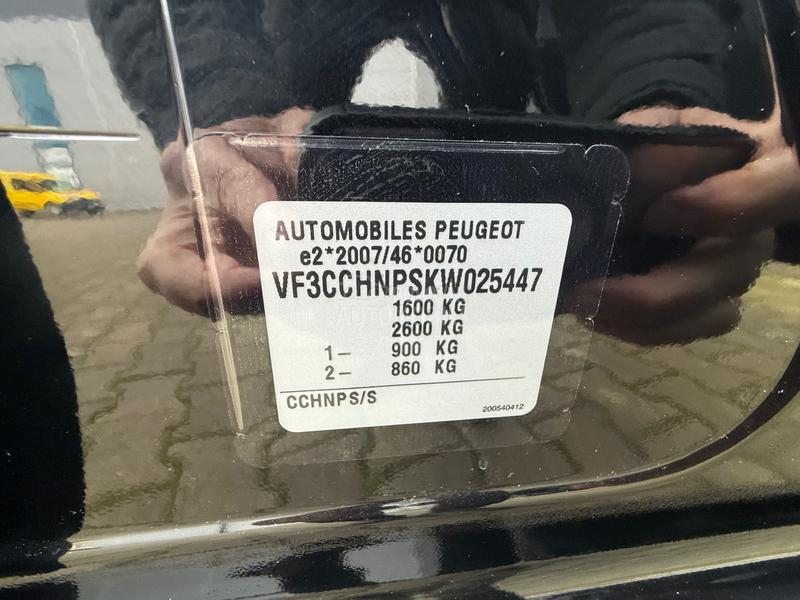 AUTOMOBILES PEUGEOT
e2*2007/46*0070
VF3CCHNPSKW025447
1600 KG
2600 KG
1- 900 KG
2- 860 KG
CCHNPS/S
200540412